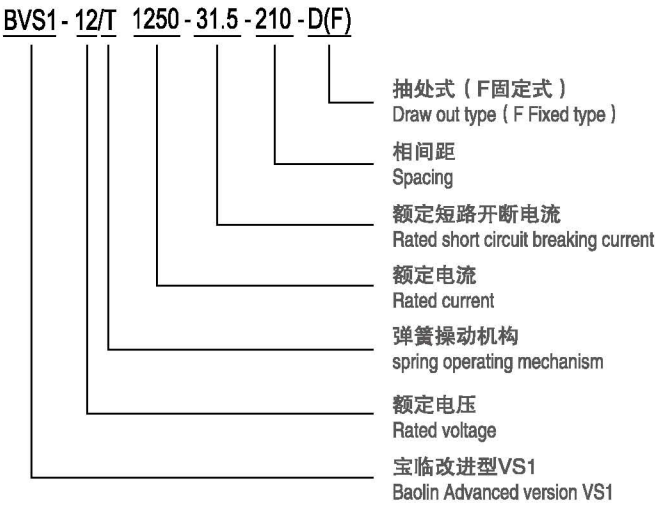 BVS1-12/T 1250-31.5-210-D(F)
抽处式（F固定式）
Draw out type ( F Fixed type )
相间距
Spacing
额定短路开断电流
Rated short circuit breaking current
额定电流
Rated current
弹簧操动机构
spring operating mechanism
额定电压
Rated voltage
宝临改进型VS1
Baolin Advanced version VS1